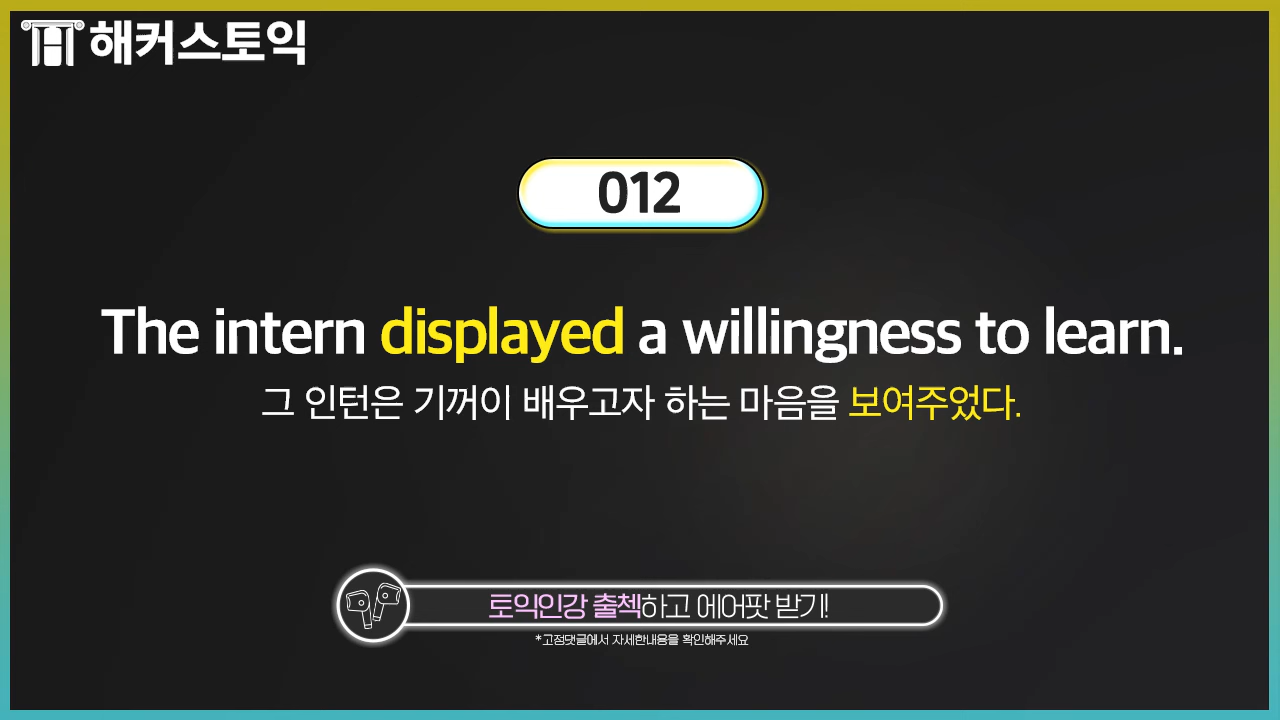 해커스토익
012
The intern displayed a willingness to learn.
그 인턴은 기꺼이 배우고자 하는 마음을 보여주었다.
토익인강 출첵하고 에어팟 받기!
*고정댓글에서 자세한내용을 확인해주세요